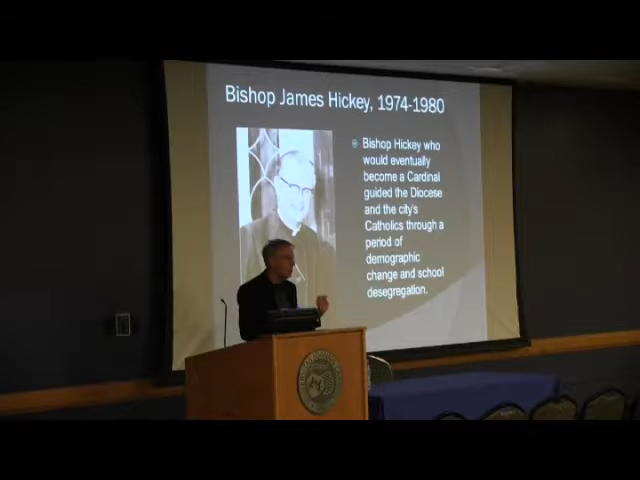 Bishop James Hickey, 1974-1980
Bishop Hickey who
would eventually
become a Cardinal
guided the Diocese
and the city's
Catholics through a
period of
demographic
change and school
desegregation.